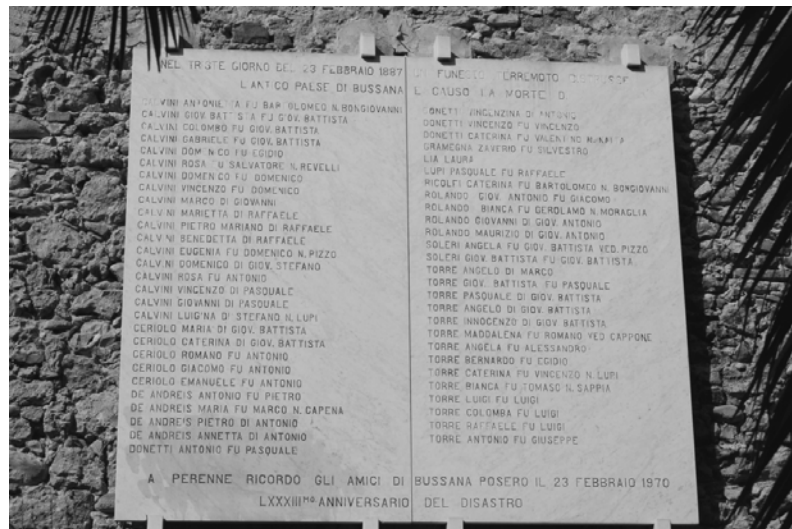 NEL TRISTE GIORNO DEL 23 FEBBRAIO 1887 UN FUNESTO TERREMOTO DISTRUSSE
L'ANTICO PAESE DI BUSSANA E CAUSO LA MORTE DI
CALVINI ANTONIETTA FU BARTOLOMEO N. BONGIOVANNI
CALVINI GIOV. BATTISTA FU GIOV. BATTISTA
CALVINI COLOMBO FU GIOV. BATTISTA
CALVINI GABRIELE FU GIOV. BATTISTA
CALVINI DOMENICO FU EGIDIO
CALVINI ROSA FU SALVATORE N. REVELLI
CALVINI DOMENICO FU DOMENICO
CALVINI VINCENZO FU DOMENICO
CALVINI MARCO DI GIOVANNI
CALVINI MARIETTA DI RAFFAELE
CALVINI PIETRO MARIANO DI RAFFAELE
CALVINI BENEDETTA DI RAFFAELE
CALVINI EUGENIA FU DOMENICO N. PIZZO
CALVINI DOMENICO DI GIOV. STEFANO
CALVINI ROSA FU ANTONIO
CALVINI VINCENZO DI PASQUALE
CALVINI GIOVANNI DI PASQUALE
CALVINI LUIGINA DI STEFANO N. LUPI
CERIOLO MARIA DI GIOV. BATTISTA
CERIOLO CATERINA DI GIOV. BATTISTA
CERIOLO ROMANO FU ANTONIO
CERIOLO GIACOMO FU ANTONIO
CERIOLO EMANUELE FU ANTONIO
DE ANDREIS ANTONIO FU PIETRO
DE ANDREIS MARIA FU MARCO N. CAPENA
DE ANDREIS PIETRO DI ANTONIO
DE ANDREIS ANNETTA DI ANTONIO
DONETTI ANTONIO FU PASQUALE
DONETTI VINCENZINA DI ANTONIO
DONETTI VINCENZO FU VINCENZO
DONETTI CATERINA FU VALENTINO
GRAMEGNA ZAVERIO FU SILVESTRO
LIA LAURA
LUPI PASQUALE FU RAFFAELE
RICOLFI CATERINA FU BARTOLOMEO N. BONGIOVANNI
ROLANDO GIOV. ANTONIO FU GIACOMO
ROLANDO BIANCA FU GEROLAMO N. MORAGLIA
ROLANDO GIOVANNI DI GIOV. ANTONIO
ROLANDO MAURIZIO DI GIOV. ANTONIO
SOLERI ANGELA FU GIOV. BATTISTA VED. PIZZO
SOLERI GIOV. BATTISTA FU GIOV. BATTISTA
TORRE ANGELO DI MARCO
TORRE GIOV. BATTISTA FU PASQUALE
TORRE PASQUALE DI GIOV. BATTISTA
TORRE ANGELO DI GIOV. BATTISTA
TORRE INNOCENZO DI GIOV. BATTISTA
TORRE MADDALENA FU ROMANO VED. CAPPONE
TORRE ANGELA FU ALESSANDRO
TORRE BERNARDO FU EGIDIO
TORRE CATERINA FU VINCENZO N. LUPI
TORRE BIANCA FU TOMASO N. SAPPIA
TORRE LUIGI FU LUIGI
TORRE COLOMBA FU LUIGI
TORRE RAFFAELE FU LUIGI
TORRE ANTONIO FU GIUSEPPE
A PERENNE RICORDO GLI AMICI DI BUSSANA POSERO IL 23 FEBBRAIO 1970
LXXXIIIMO ANNIVERSARIO DEL DISASTRO